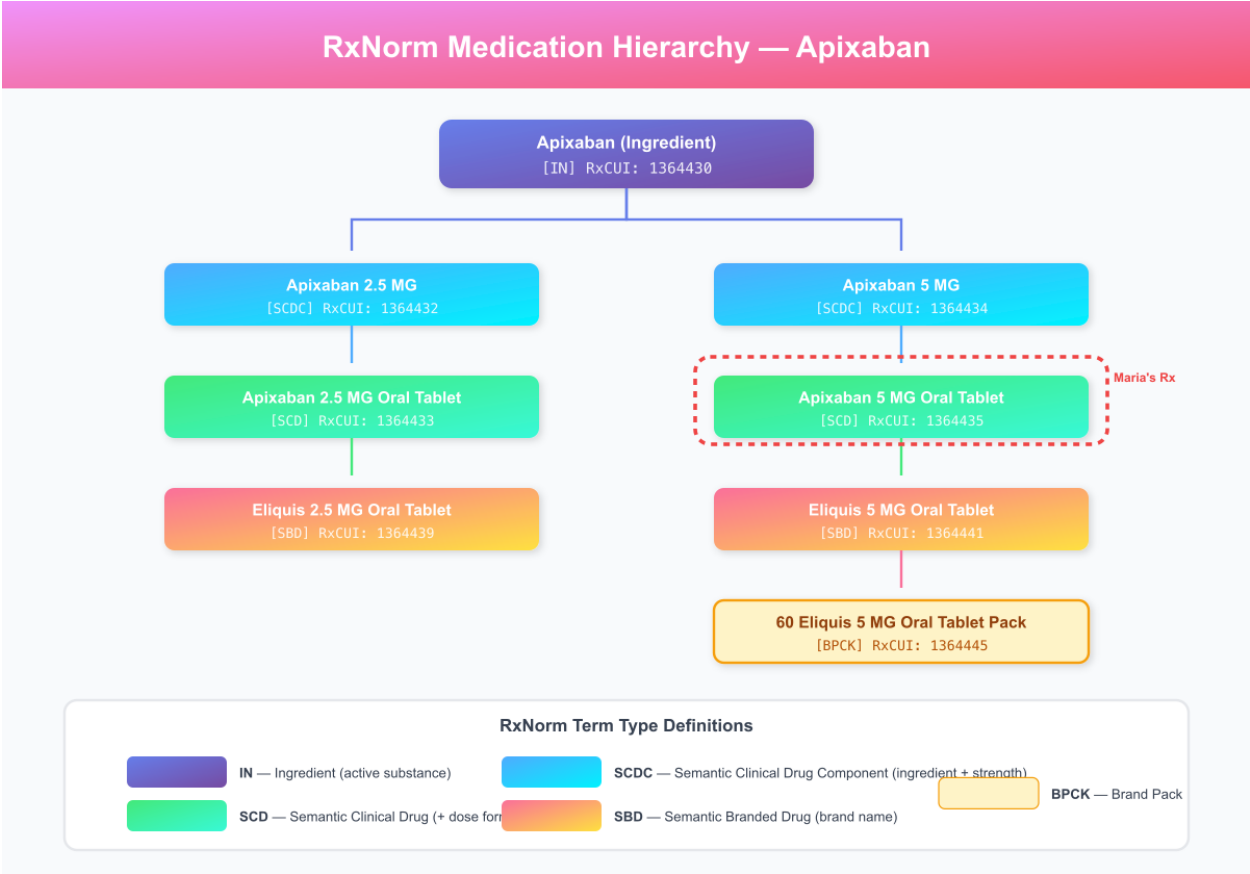 RxNorm Medication Hierarchy — Apixaban
Apixaban (Ingredient)
[IN] RxCUI: 1364430
Apixaban 2.5 MG
[SCDC] RxCUI: 1364432
Apixaban 5 MG
[SCDC] RxCUI: 1364434
Maria's Rx
Apixaban 2.5 MG Oral Tablet
[SCD] RxCUI: 1364433
Apixaban 5 MG Oral Tablet
[SCD] RxCUI: 1364435
Eliquis 2.5 MG Oral Tablet
[SBD] RxCUI: 1364439
Eliquis 5 MG Oral Tablet
[SBD] RxCUI: 1364441
60 Eliquis 5 MG Oral Tablet Pack
[BPCK] RxCUI: 1364445
RxNorm Term Type Definitions
IN — Ingredient (active substance)
SCDC — Semantic Clinical Drug Component (ingredient + strength)
BPCK — Brand Pack
SCD — Semantic Clinical Drug (+ dose
SBD — Semantic Branded Drug (brand name)